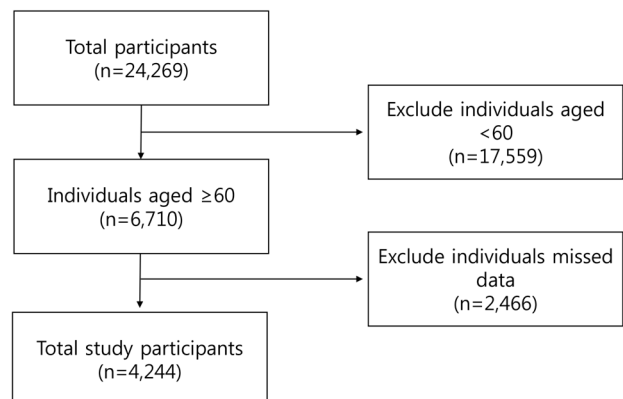 Total participants
(n=24,269)
Exclude individuals aged
<60
(n=17,559)
Individuals aged ≥60
(n=6,710)
Exclude individuals missed
data
(n=2,466)
Total study participants
(n=4,244)